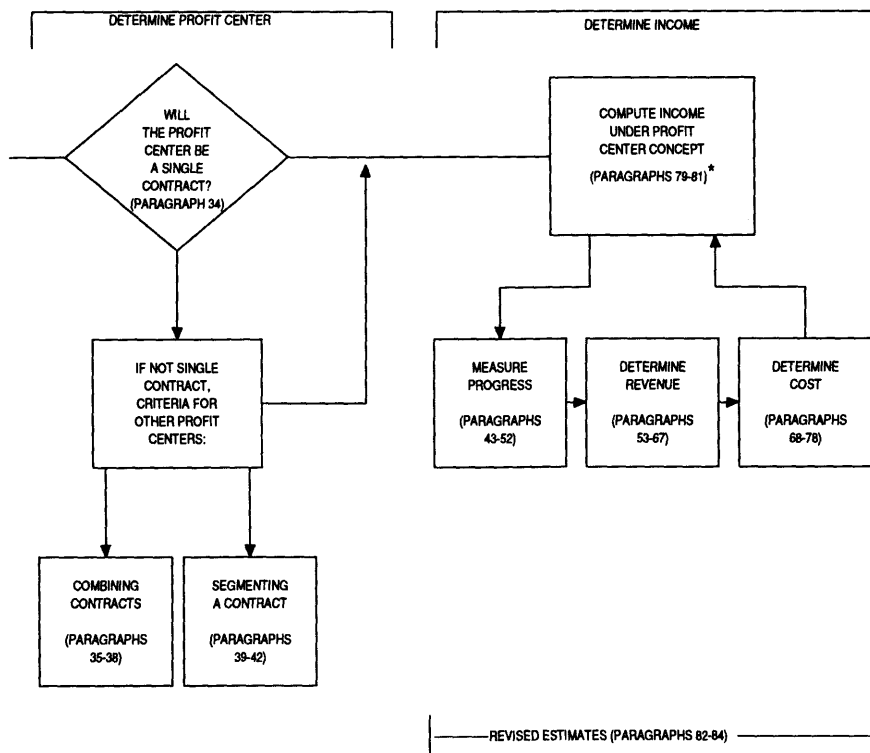 DETERMINE PROFIT CENTER
DETERMINE INCOME
WILL
THE PROFIT
CENTER BE
A SINGLE
CONTRACT?
(PARAGRAPH 34)
COMPUTE INCOME
UNDER PROFIT
CENTER CONCEPT
(PARAGRAPHS 79-81)*
IF NOT SINGLE
CONTRACT,
CRITERIA FOR
OTHER PROFIT
CENTERS:
MEASURE
PROGRESS
(PARAGRAPHS
43-52)
DETERMINE
REVENUE
(PARAGRAPHS
53-67)
DETERMINE
COST
(PARAGRAPHS
68-78)
COMBINING
CONTRACTS
(PARAGRAPHS
35-38)
SEGMENTING
A CONTRACT
(PARAGRAPHS
39-42)
REVISED ESTIMATES (PARAGRAPHS 82-84)